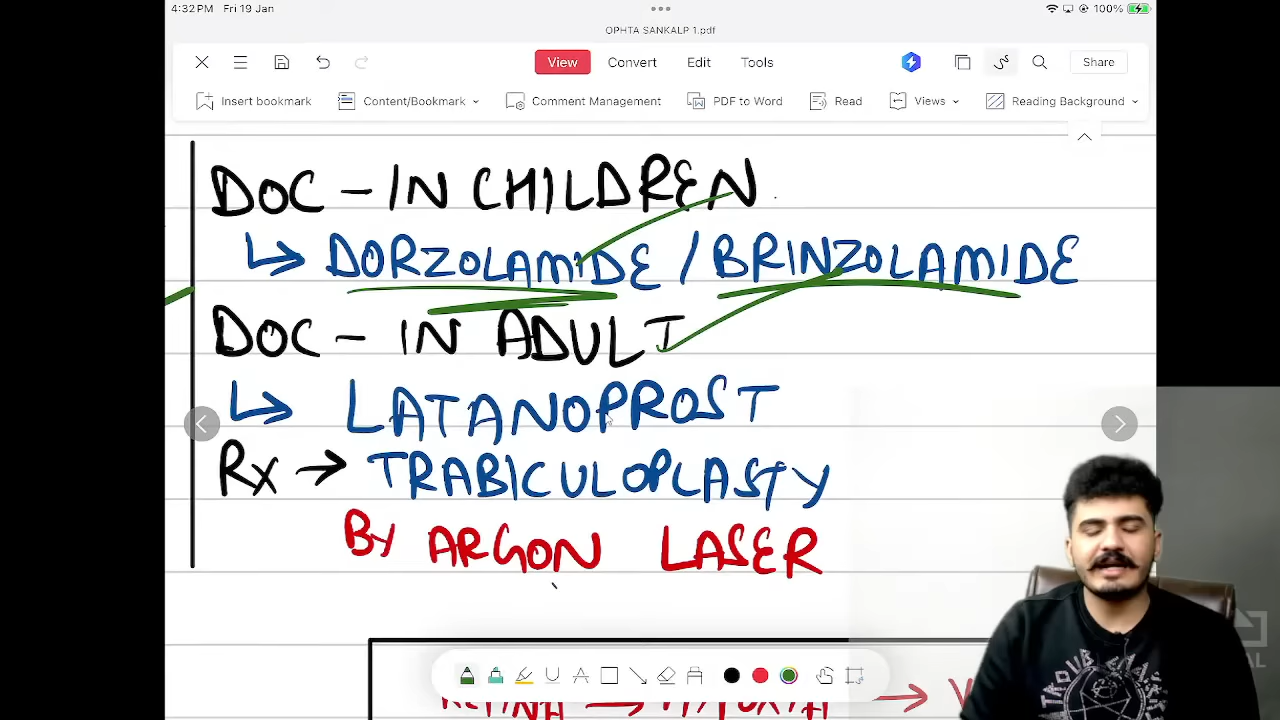 4:32 PM Fri 19 Jan
100%
OPHTA SANKALP 1.pdf
View Convert Edit Tools Share
Insert bookmark Content/Bookmark Comment Management PDF to Word Read Views Reading Background
DOC - IN CHILDREN
↳ DORZOLAMIDE / BRINZOLAMIDE
DOC - IN ADULT
↳ LATANOPROST
Rx → TRABICULOPLASTY
By ARGON LASER
RETINA →